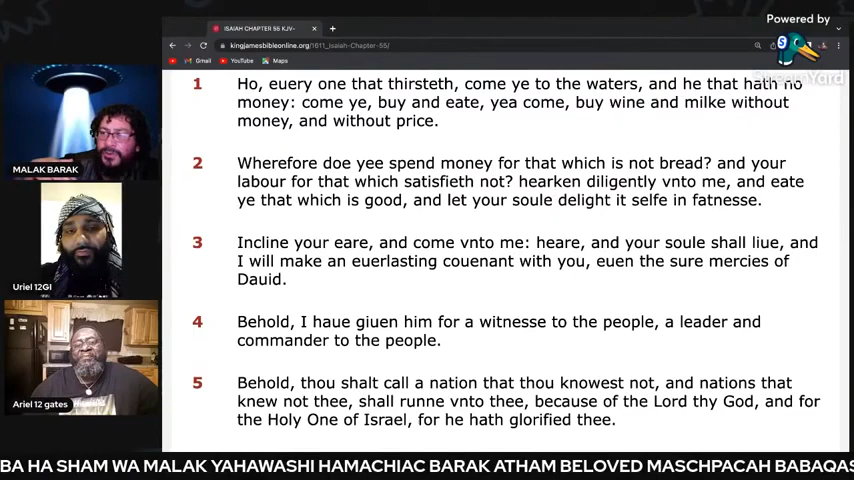 Powered by
ISAIAH CHAPTER 55 KJV-
kingjamesbibleonline.org/1611_Isaiah-Chapter-55/
Gmail
YouTube
Maps
StreamYard
1 Ho, euery one that thirsteth, come ye to the waters, and he that hath no
money: come ye, buy and eate, yea come, buy wine and milke without
money, and without price.
2 Wherefore doe yee spend money for that which is not bread? and your
labour for that which satisfieth not? hearken diligently vnto me, and eate
ye that which is good, and let your soule delight it selfe in fatnesse.
3 Incline your eare, and come vnto me: heare, and your soule shall liue, and
I will make an euerlasting couenant with you, euen the sure mercies of
Dauid.
4 Behold, I haue giuen him for a witnesse to the people, a leader and
commander to the people.
5 Behold, thou shalt call a nation that thou knowest not, and nations that
knew not thee, shall runne vnto thee, because of the Lord thy God, and for
the Holy One of Israel, for he hath glorified thee.
MALAK BARAK
Uriel 12GI
Ariel 12 gates
BA HA SHAM WA MALAK YAHAWASHI HAMACHIAC BARAK ATHAM BELOVED MASCHPACAH BABAQAS